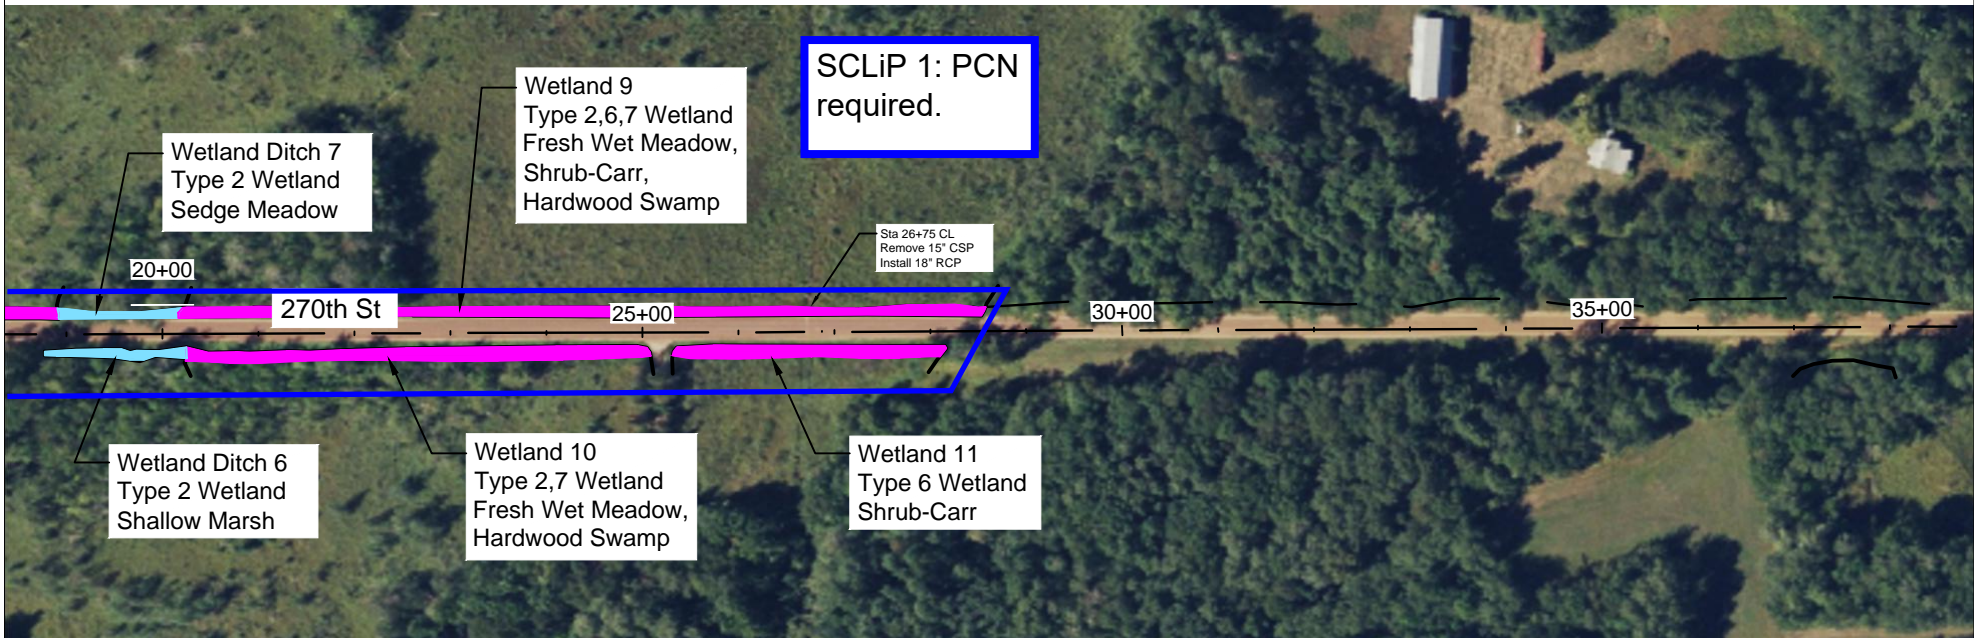 SCLiP 1: PCN
required.
Wetland 9
Type 2,6,7 Wetland
Fresh Wet Meadow,
Shrub-Carr,
Hardwood Swamp
Wetland Ditch 7
Type 2 Wetland
Sedge Meadow
Sta 26+75 CL
Remove 15" CSP
Install 18" RCP
20+00
270th St
25+00
30+00
35+00
Wetland Ditch 6
Type 2 Wetland
Shallow Marsh
Wetland 10
Type 2,7 Wetland
Fresh Wet Meadow,
Hardwood Swamp
Wetland 11
Type 6 Wetland
Shrub-Carr